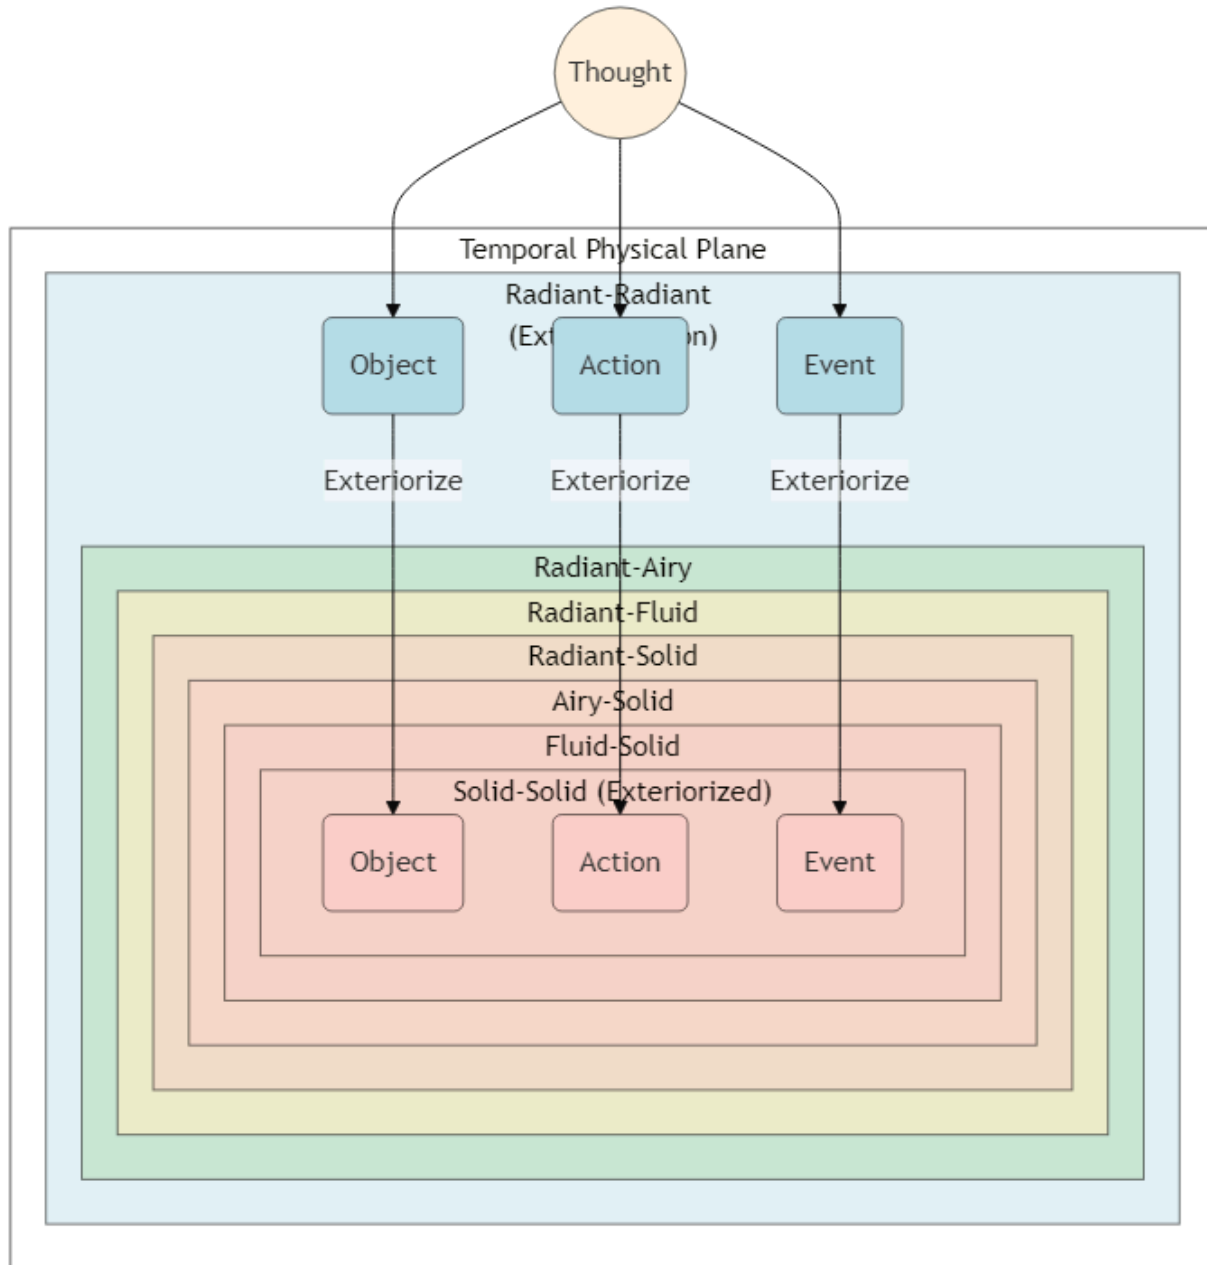 Thought
Temporal Physical Plane
Radiant-Radiant
Object
Action
Event
Exteriorize
Exteriorize
Exteriorize
Radiant-Airy
Radiant-Fluid
Radiant-Solid
Airy-Solid
Fluid-Solid
Solid-Solid (Exteriorized)
Object
Action
Event